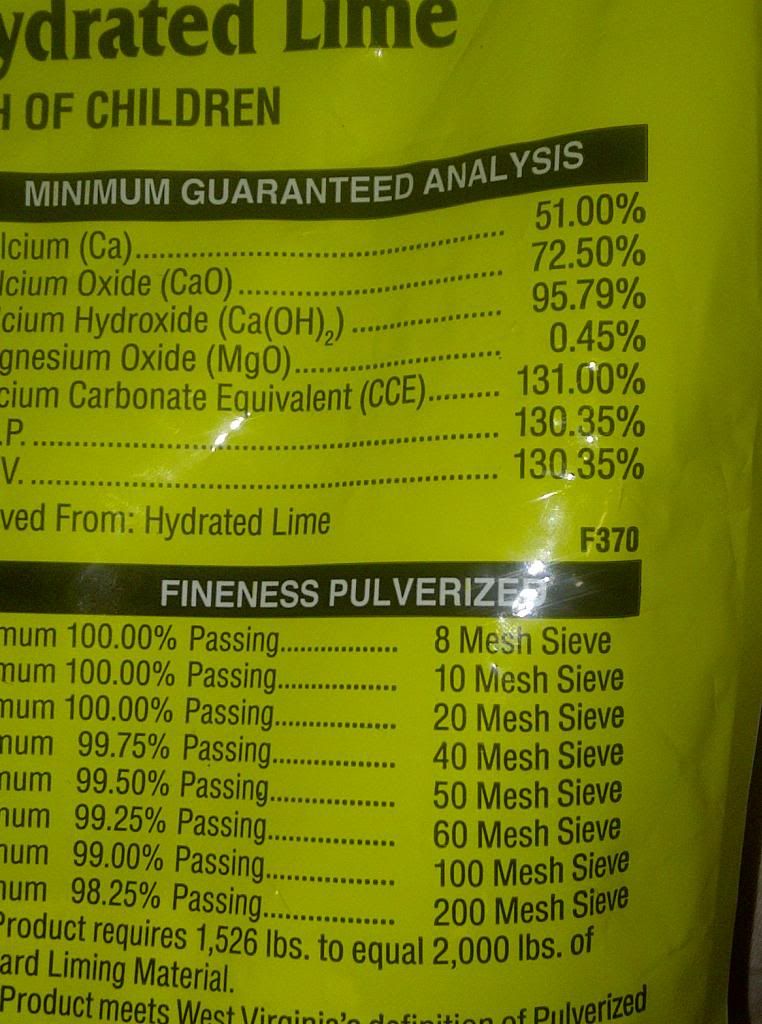 ydrated Lime
H OF CHILDREN
MINIMUM GUARANTEED ANALYSIS
lcium (Ca).......................................... 51.00%
lcium Oxide (CaO).............................. 72.50%
cium Hydroxide (Ca(OH)2) ................. 95.79%
gnesium Oxide (MgO)........................ 0.45%
cium Carbonate Equivalent (CCE)......... 131.00%
.P. ..................................................... 130.35%
V. ...................................................... 130.35%
ved From: Hydrated Lime
F370
FINENESS PULVERIZED
mum 100.00% Passing................. 8 Mesh Sieve
mum 100.00% Passing................. 10 Mesh Sieve
mum 100.00% Passing................. 20 Mesh Sieve
mum 99.75% Passing.................. 40 Mesh Sieve
mum 99.50% Passing.................. 50 Mesh Sieve
num 99.25% Passing.................. 60 Mesh Sieve
num 99.00% Passing.................. 100 Mesh Sieve
num 98.25% Passing................... 200 Mesh Sieve
Product requires 1,526 lbs. to equal 2,000 lbs. of
ard Liming Material.
Product meets West Virginia's definition of Pulverized